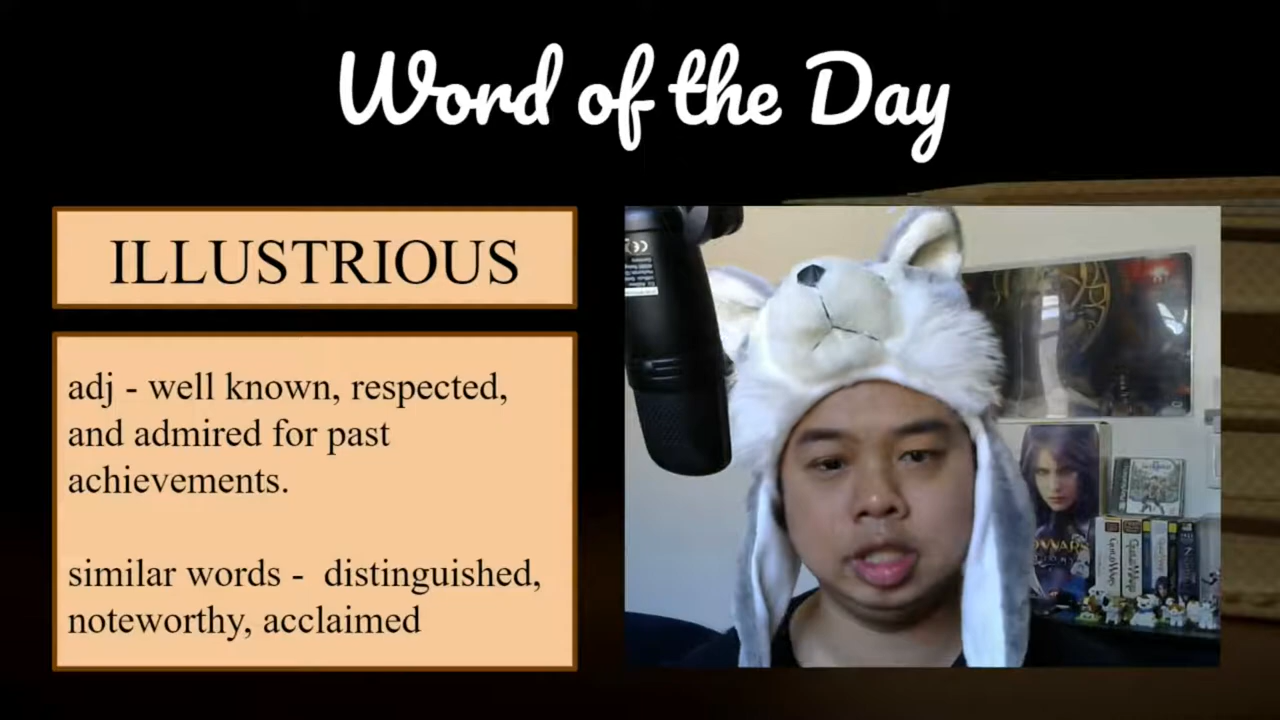 Word of the Day
ILLUSTRIOUS
adj - well known, respected,
and admired for past
achievements.
similar words - distinguished,
noteworthy, acclaimed